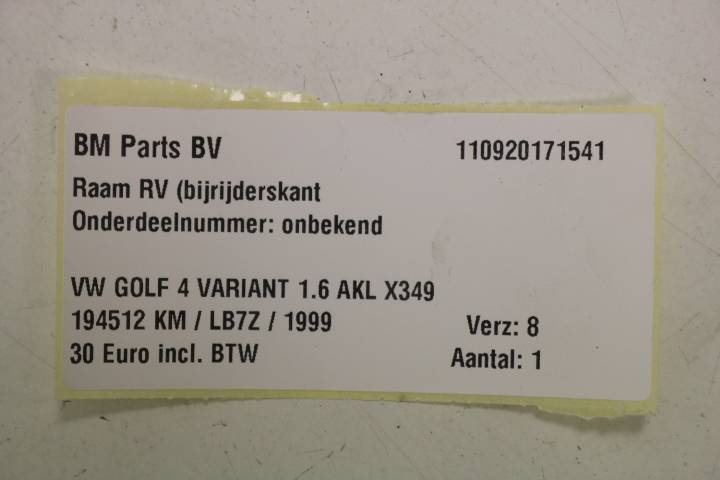 BM Parts BV 110920171541
Raam RV (bijrijderskant
Onderdeelnummer: onbekend
VW GOLF 4 VARIANT 1.6 AKL X349
194512 KM / LB7Z / 1999 Verz: 8
30 Euro incl. BTW Aantal: 1